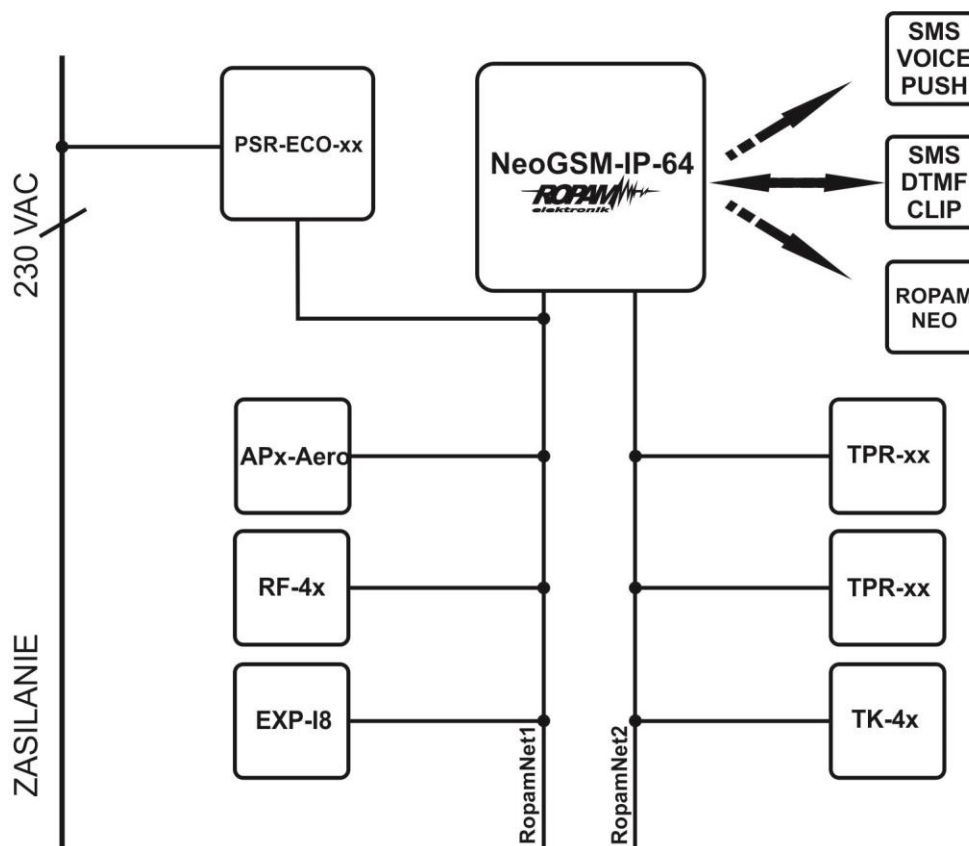 SMS
VOICE
PUSH
PSR-ECO-xx
NeoGSM-IP-64
ROPAM
elektronik
SMS
DTMF
CLIP
230 VAC
ROPAM
NEO
APx-Aero
TPR-xx
RF-4x
TPR-xx
EXP-I8
TK-4x
ZASILANIE
RopamNet1
RopamNet2